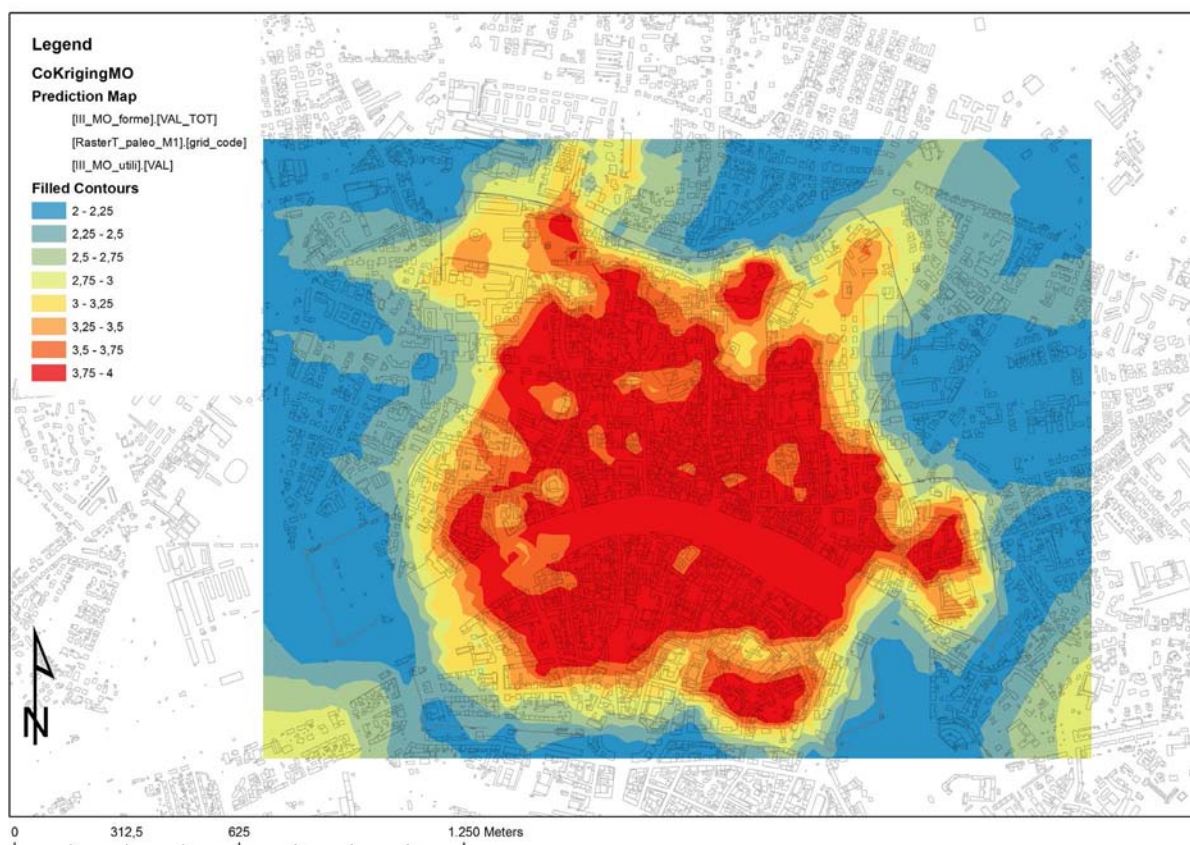 Legend
CoKrigingMO
Prediction Map
[III_MO_forme].[VAL_TOT]
[RasterT_paleo_M1].[grid_code]
[III_MO_utili].[VAL]
Filled Contours
2 - 2,25
2,25 - 2,5
2,5 - 2,75
2,75 - 3
3 - 3,25
3,25 - 3,5
3,5 - 3,75
3,75 - 4
N
0 312,5 625 1.250 Meters